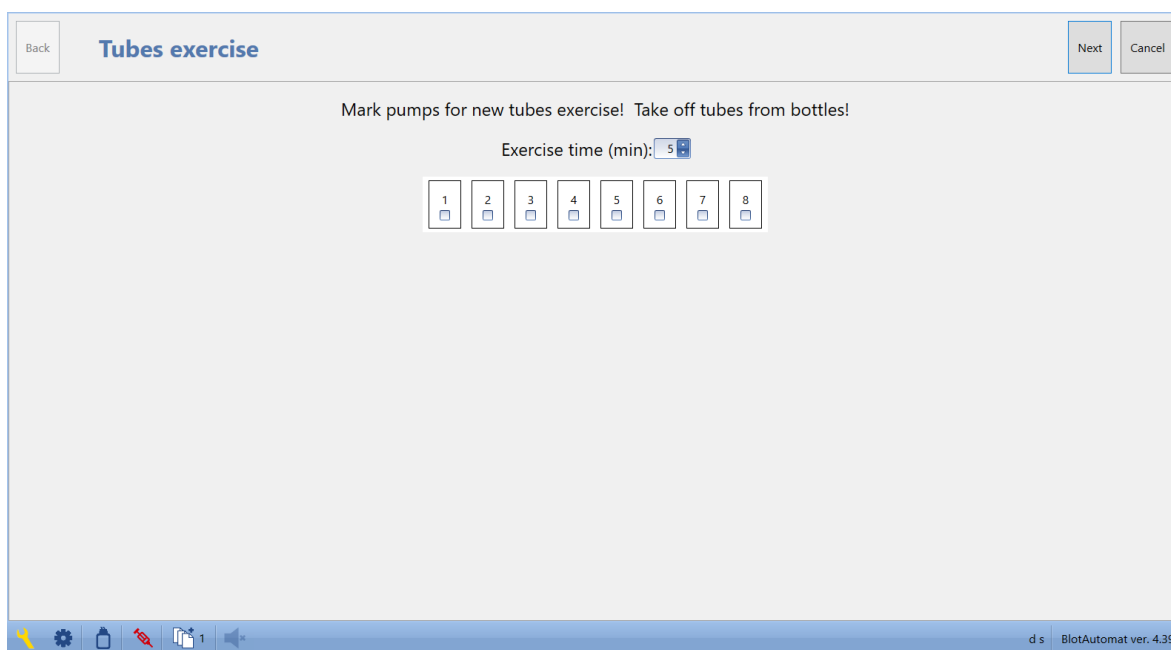 Back
Tubes exercise
Next
Cancel
Mark pumps for new tubes exercise! Take off tubes from bottles!
Exercise time (min): 5
1 2 3 4 5 6 7 8
1
d s
BlotAutomat ver. 4.39